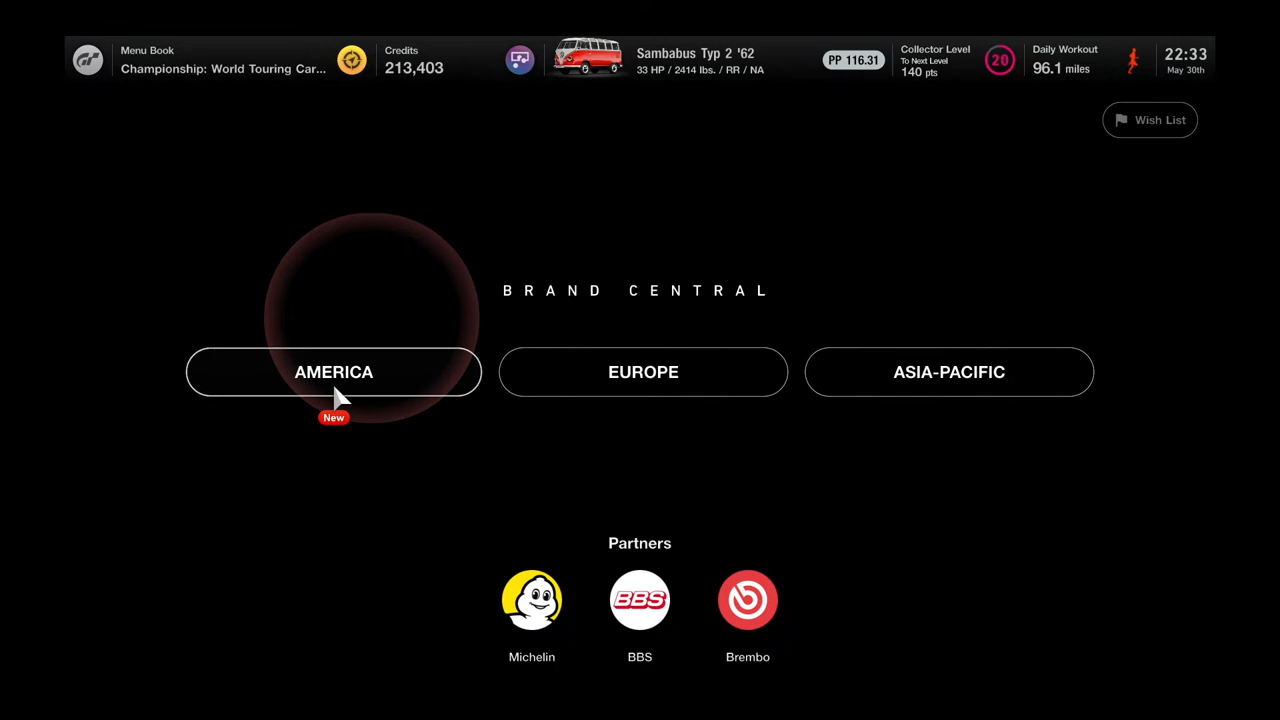 Menu Book
Championship: World Touring Car...
Credits
213,403
Sambabus Typ 2 '62
33 HP / 2414 lbs. / RR / NA
PP 116.31
Collector Level
To Next Level
140 pts
20
Daily Workout
96.1 miles
22:33
May 30th
Wish List
BRAND CENTRAL
AMERICA
EUROPE
ASIA-PACIFIC
New
Partners
BBS
Michelin
BBS
Brembo